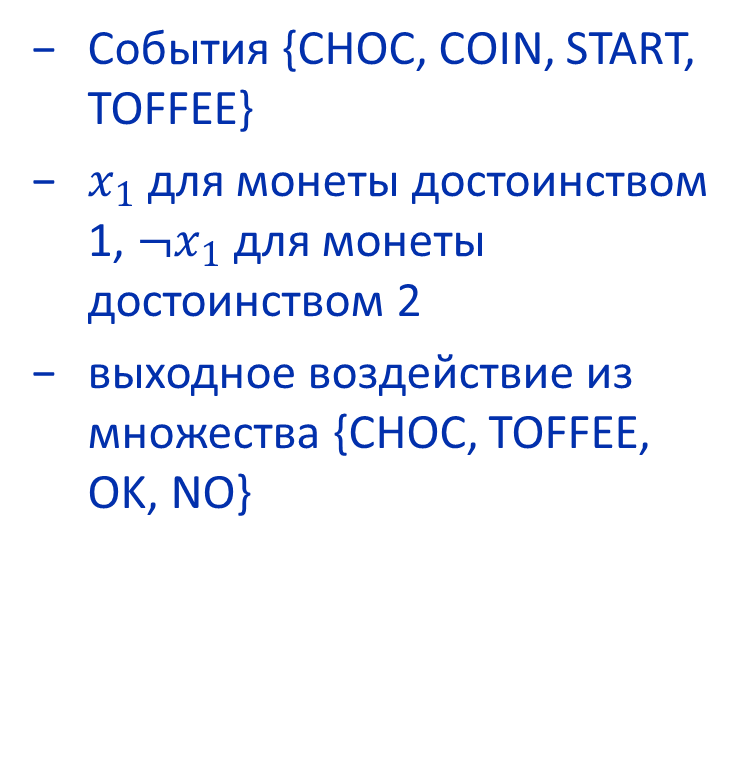 – События {CHOC, COIN, START,
TOFFEE}
– 𝑥₁ для монеты достоинством
1, ¬𝑥₁ для монеты
достоинством 2
– выходное воздействие из
множества {CHOC, TOFFEE,
OK, NO}